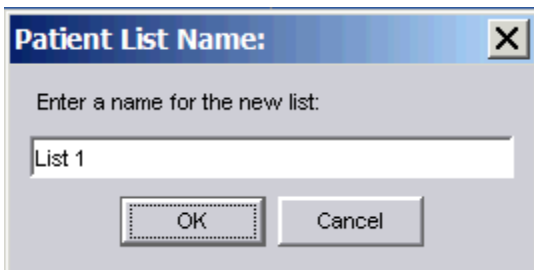 Patient List Name:
Enter a name for the new list:
List 1
OK Cancel